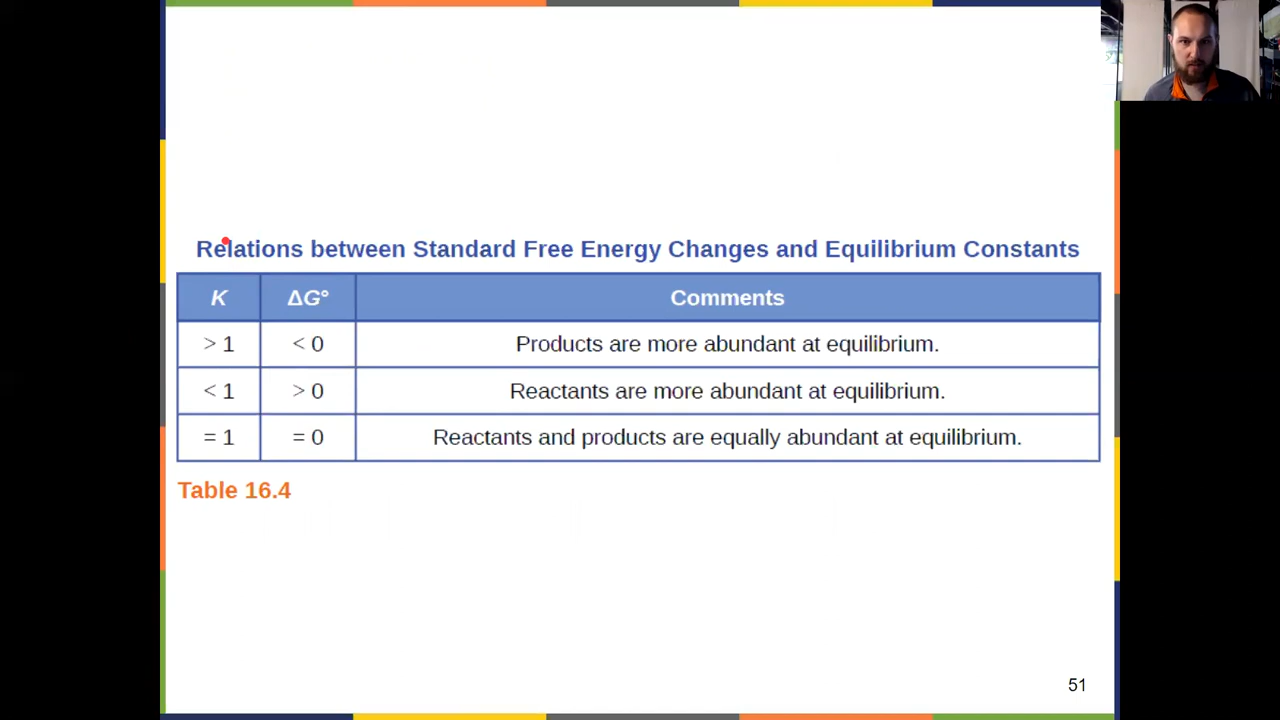 Relations between Standard Free Energy Changes and Equilibrium Constants
K ΔG° Comments
> 1 < 0 Products are more abundant at equilibrium.
< 1 > 0 Reactants are more abundant at equilibrium.
= 1 = 0 Reactants and products are equally abundant at equilibrium.
Table 16.4
51